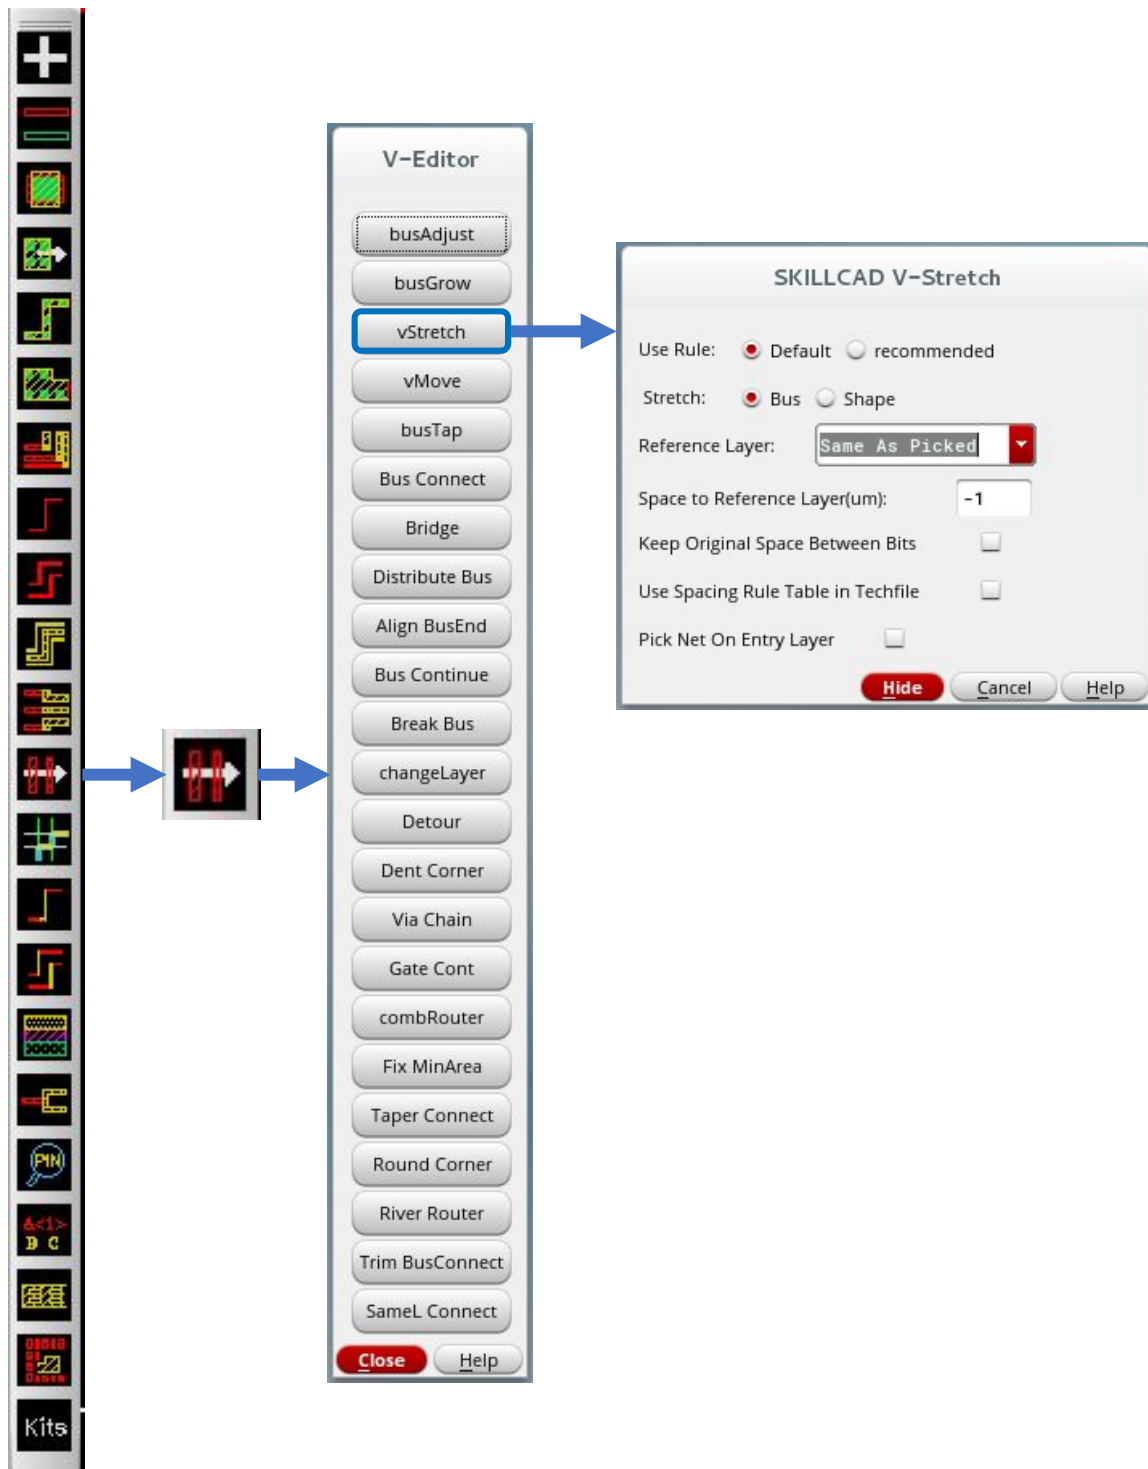 PIN
A<1>
B C
Kits
V-Editor
busAdjust
busGrow
vStretch
vMove
busTap
Bus Connect
Bridge
Distribute Bus
Align BusEnd
Bus Continue
Break Bus
changeLayer
Detour
Dent Corner
Via Chain
Gate Cont
combRouter
Fix MinArea
Taper Connect
Round Corner
River Router
Trim BusConnect
SameL Connect
Close Help
SKILLCAD V-Stretch
Use Rule: Default recommended
Stretch: Bus Shape
Reference Layer: Same As Picked
Space to Reference Layer(um): -1
Keep Original Space Between Bits
Use Spacing Rule Table in Techfile
Pick Net On Entry Layer
Hide Cancel Help